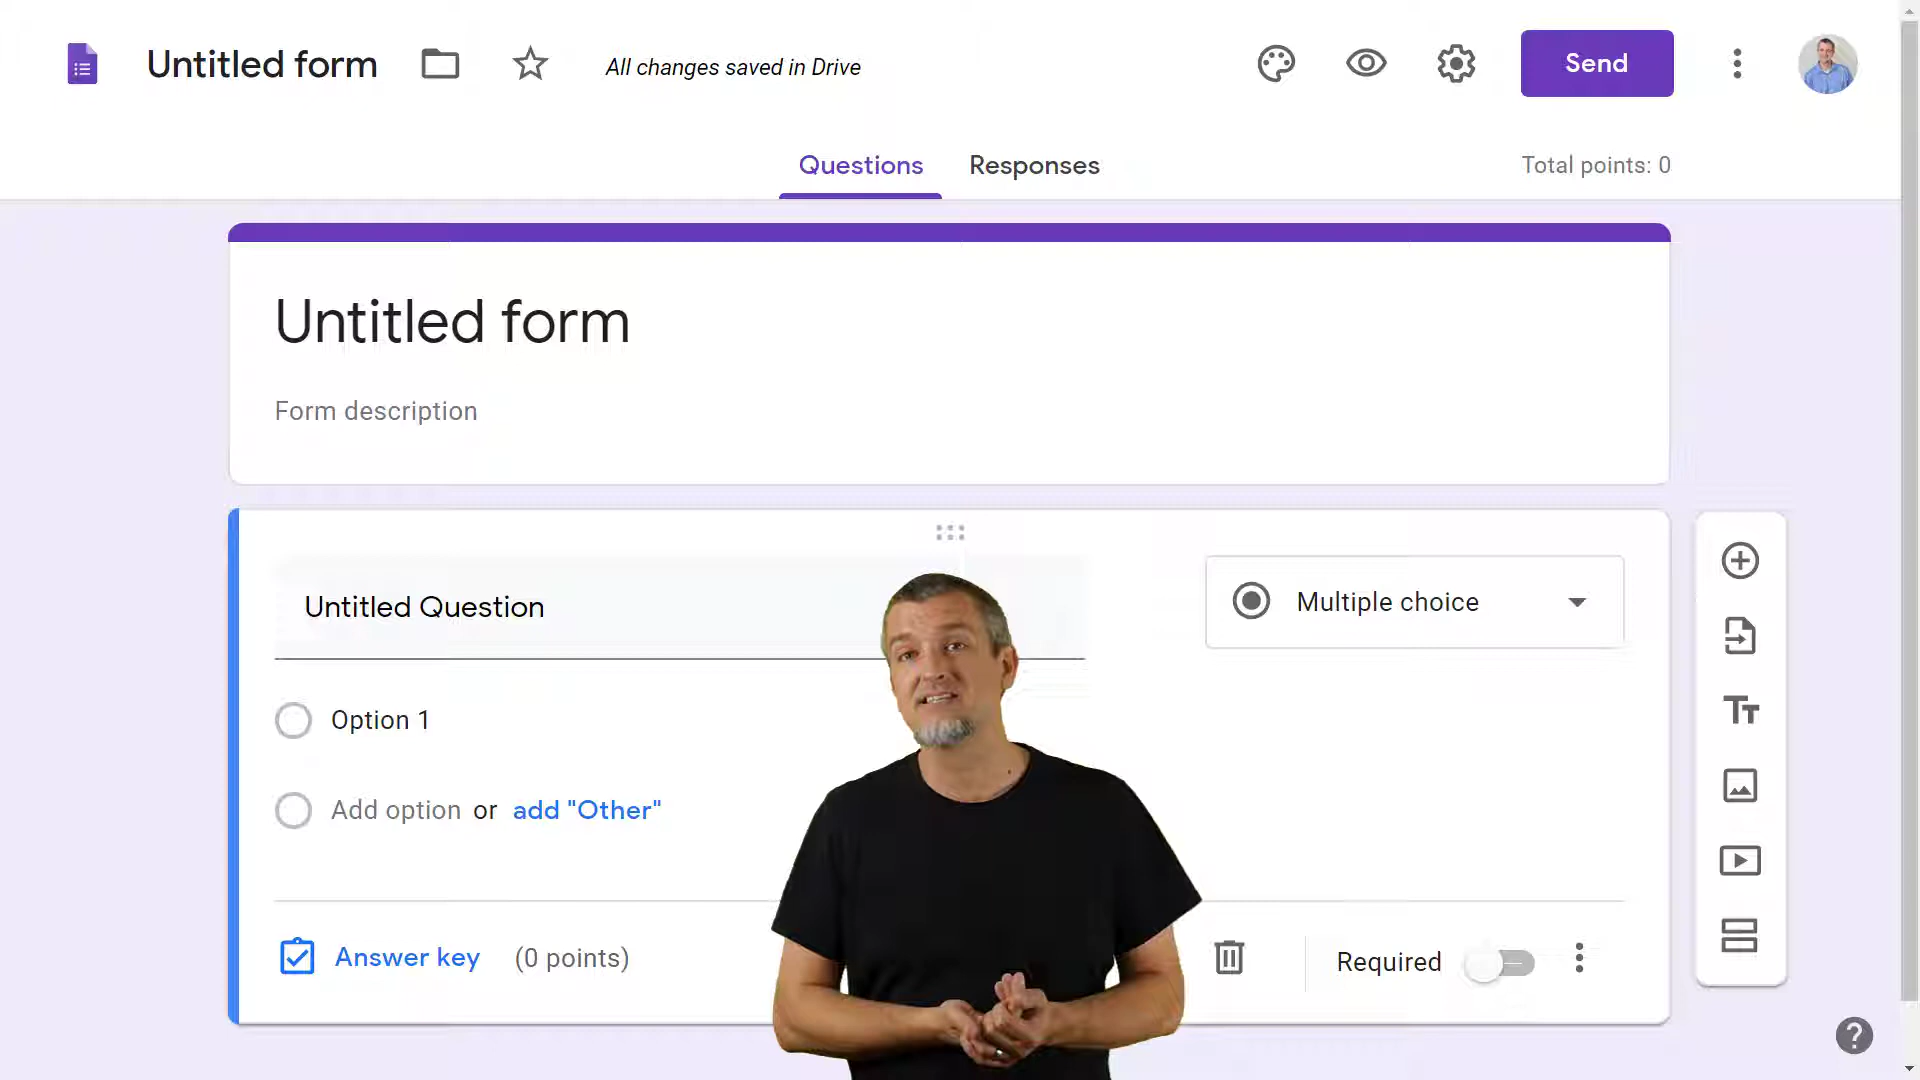 Untitled form
All changes saved in Drive
Send
Questions
Responses
Total points: 0
Untitled form
Form description
Untitled Question
Multiple choice
Option 1
Add option or add "Other"
Answer key (0 points)
Required